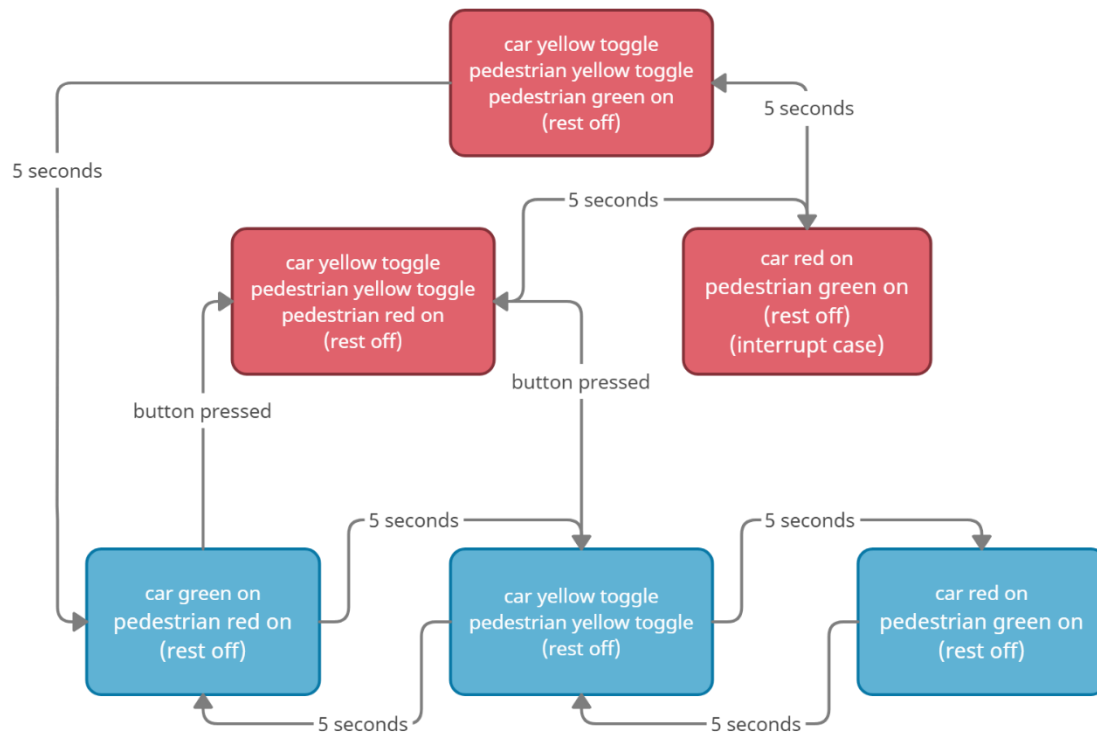 car yellow toggle
pedestrian yellow toggle
pedestrian green on
(rest off)
5 seconds
5 seconds
5 seconds
car yellow toggle
pedestrian yellow toggle
pedestrian red on
(rest off)
car red on
pedestrian green on
(rest off)
(interrupt case)
button pressed
button pressed
5 seconds
5 seconds
car green on
pedestrian red on
(rest off)
car yellow toggle
pedestrian yellow toggle
(rest off)
car red on
pedestrian green on
(rest off)
5 seconds
5 seconds